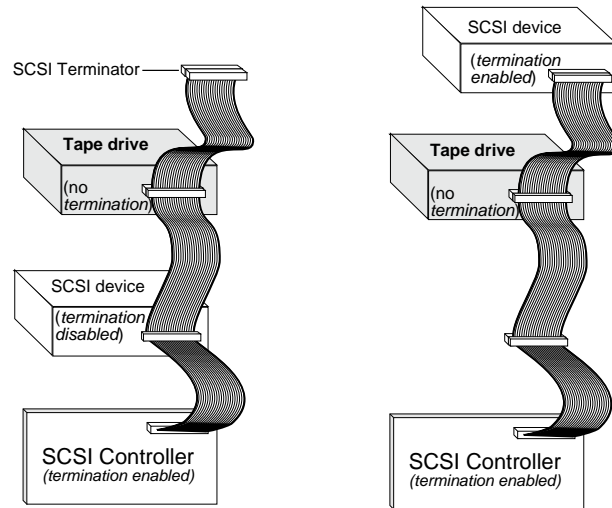 SCSI Terminator
Tape drive
(no
termination)
SCSI device
(termination
disabled)
SCSI Controller
(termination enabled)
SCSI device
(termination
enabled)
Tape drive
(no
termination)
SCSI Controller
(termination enabled)